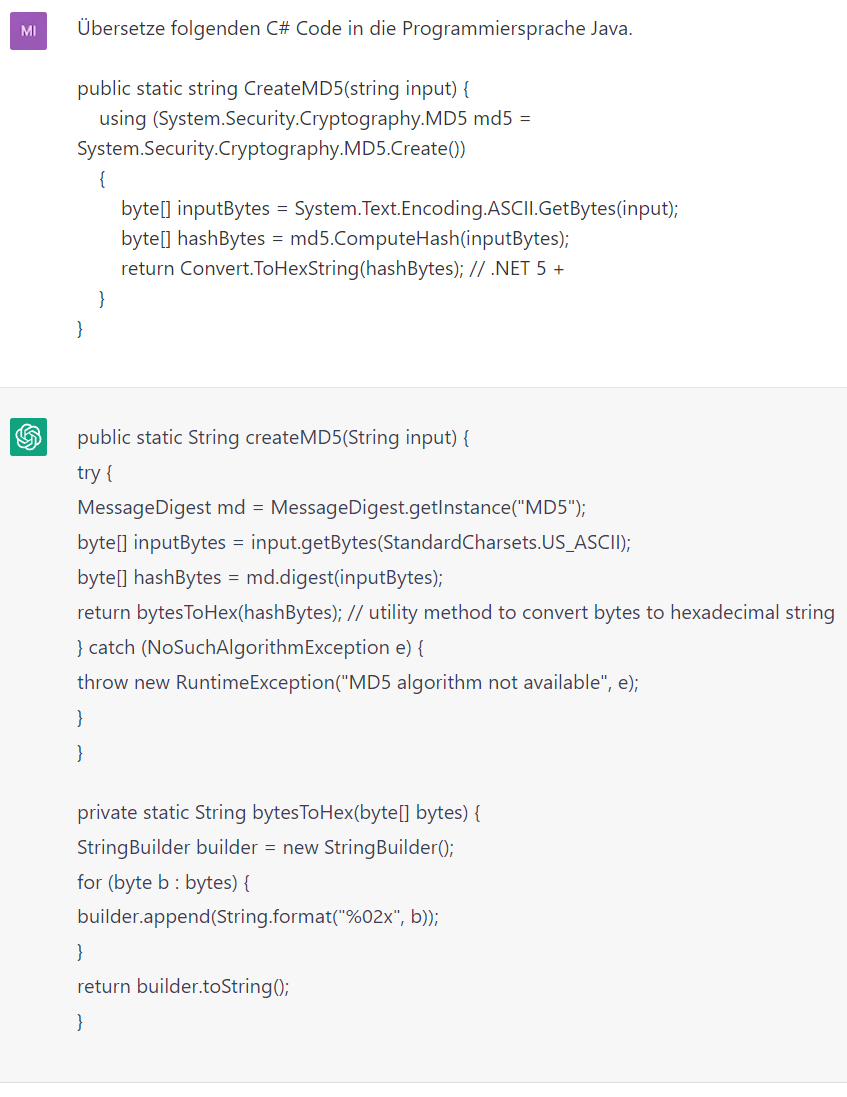 MI
Übersetze folgenden C# Code in die Programmiersprache Java.
public static string CreateMD5(string input) {
using (System.Security.Cryptography.MD5 md5 =
System.Security.Cryptography.MD5.Create())
{
byte[] inputBytes = System.Text.Encoding.ASCII.GetBytes(input);
byte[] hashBytes = md5.ComputeHash(inputBytes);
return Convert.ToHexString(hashBytes); // .NET 5 +
}
}
public static String createMD5(String input) {
try {
MessageDigest md = MessageDigest.getInstance("MD5");
byte[] inputBytes = input.getBytes(StandardCharsets.US_ASCII);
byte[] hashBytes = md.digest(inputBytes);
return bytesToHex(hashBytes); // utility method to convert bytes to hexadecimal string
} catch (NoSuchAlgorithmException e) {
throw new RuntimeException("MD5 algorithm not available", e);
}
}
private static String bytesToHex(byte[] bytes) {
StringBuilder builder = new StringBuilder();
for (byte b : bytes) {
builder.append(String.format("%02x", b));
}
return builder.toString();
}